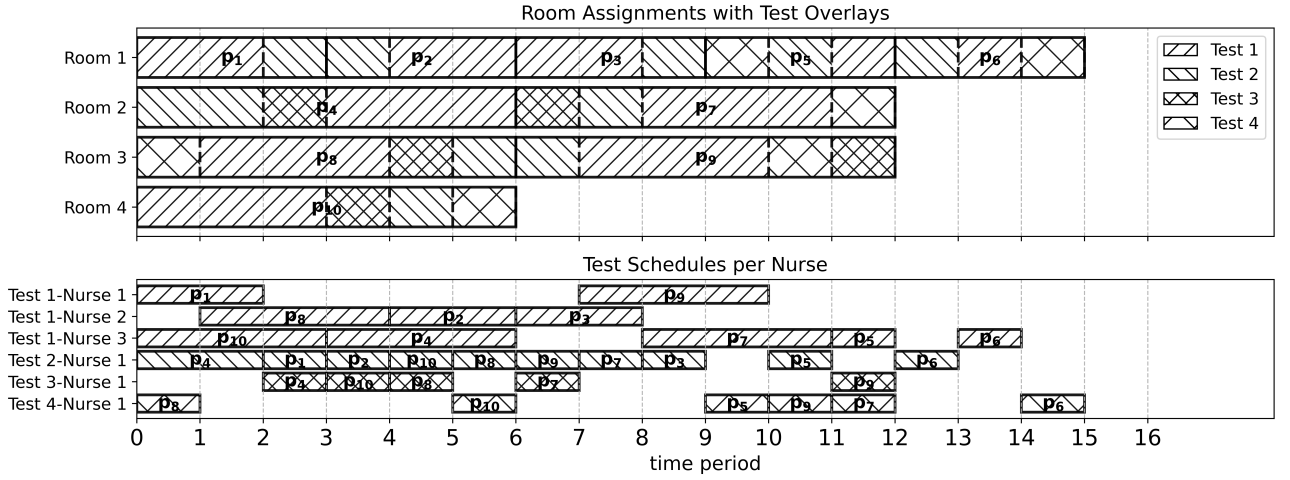 Room Assignments with Test Overlays
Room 1 p1 p2 p3 p5 p6
Room 2 p4 p7
Room 3 p8 p9
Room 4 p10
Test 1
Test 2
Test 3
Test 4
Test Schedules per Nurse
Test 1-Nurse 1 p1 p9
Test 1-Nurse 2 p8 p2 p3
Test 1-Nurse 3 p10 p4 p7 p5 p6
Test 2-Nurse 1 p4 p1 p2 p10 p8 p9 p7 p3 p5 p6
Test 3-Nurse 1 p4 p10 p8 p7 p9
Test 4-Nurse 1 p8 p10 p5 p9 p7 p6
0 1 2 3 4 5 6 7 8 9 10 11 12 13 14 15 16
time period